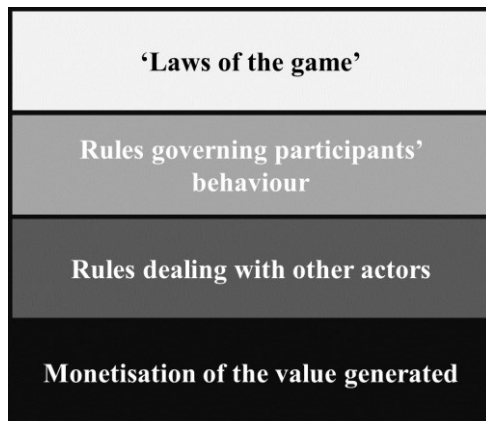 ‘Laws of the game’
Rules governing participants’
behaviour
Rules dealing with other actors
Monetisation of the value generated